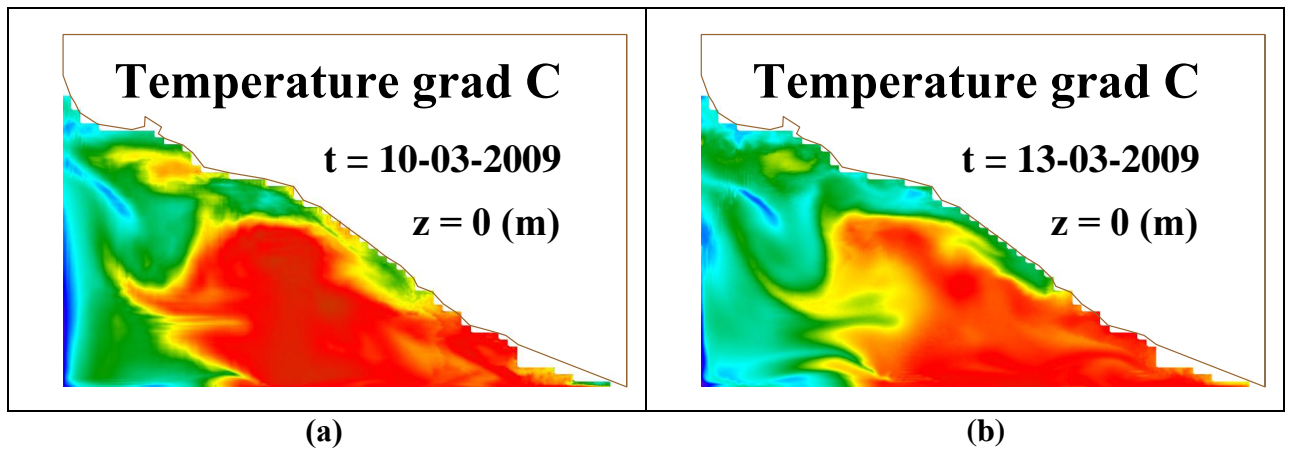 Temperature grad C
t = 10-03-2009
z = 0 (m)
(a)
Temperature grad C
t = 13-03-2009
z = 0 (m)
(b)